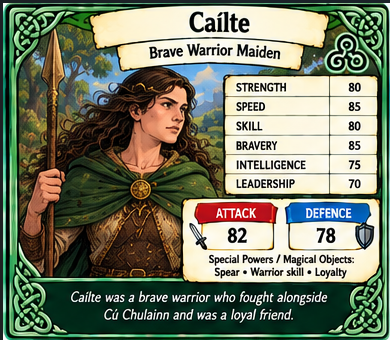 Caílte
Brave Warrior Maiden
STRENGTH 80
SPEED 85
SKILL 80
BRAVERY 85
INTELLIGENCE 75
LEADERSHIP 70
ATTACK DEFENCE
82 78
Special Powers / Magical Objects:
Spear • Warrior skill • Loyalty
Caílte was a brave warrior who fought alongside
Cú Chulainn and was a loyal friend.